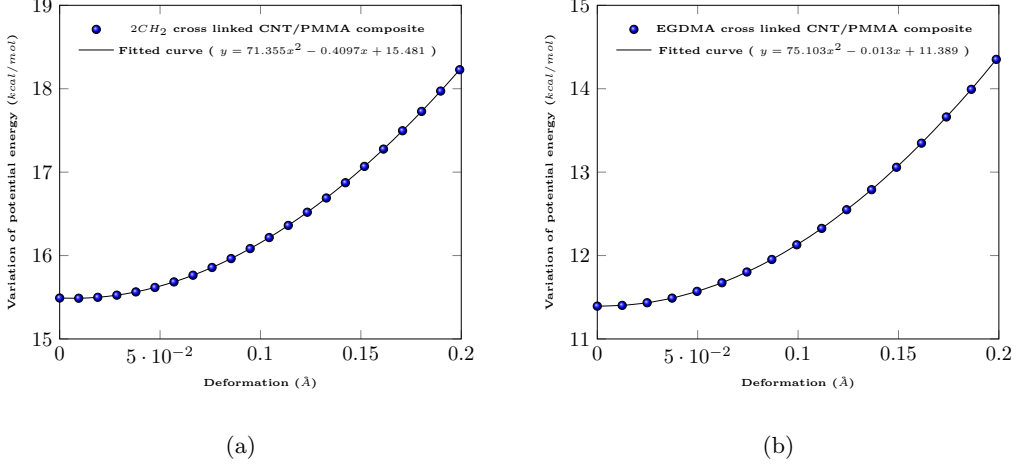 2CH₂ cross linked CNT/PMMA composite
Fitted curve ( y = 71.355x² − 0.4097x + 15.481 )
19
18
17
16
15
0
5 · 10⁻²
0.1
0.15
0.2
Variation of potential energy (kcal/mol)
Deformation (Å)
(a)
EGDMA cross linked CNT/PMMA composite
Fitted curve ( y = 75.103x² − 0.013x + 11.389 )
15
14
13
12
11
0
5 · 10⁻²
0.1
0.15
0.2
Variation of potential energy (kcal/mol)
Deformation (Å)
(b)